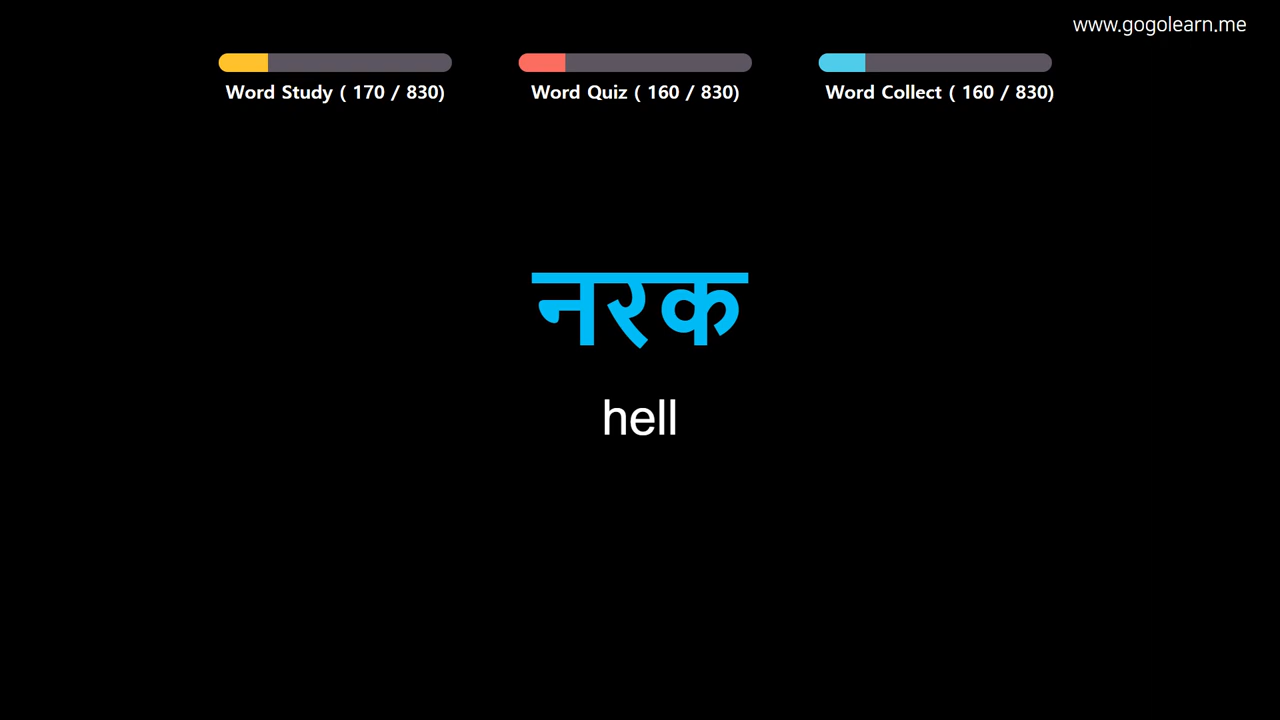 www.gogolearn.me
Word Study ( 170 / 830)
Word Quiz ( 160 / 830)
Word Collect ( 160 / 830)
नरक
hell